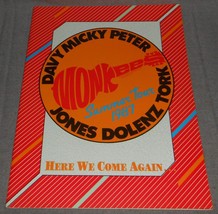 DAVY MICKY PETER
MONKEES
Summer Tour
1987
JONES DOLENZ TORK
HERE WE COME AGAIN...